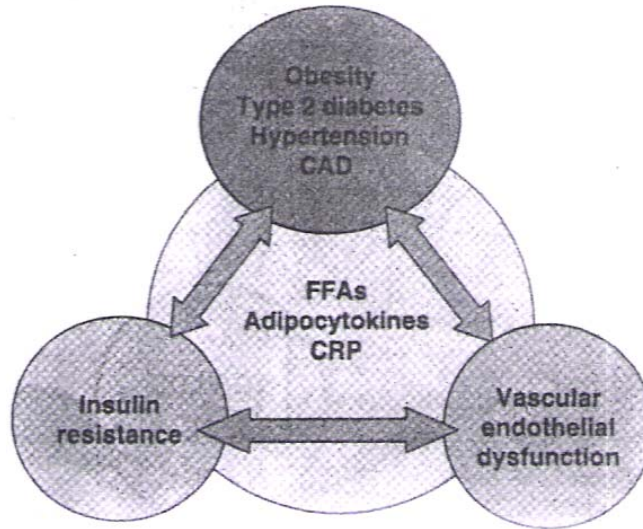 Obesity
Type 2 diabetes
Hypertension
CAD
FFAs
Adipocytokines
CRP
Insulin
resistance
Vascular
endothelial
dysfunction